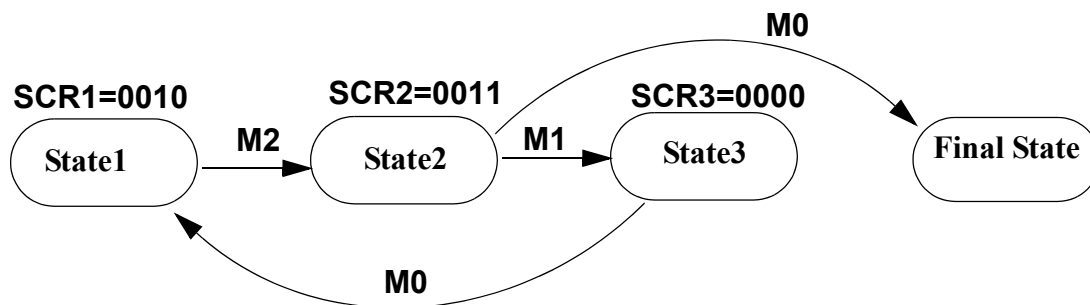 M0
SCR1=0010
SCR2=0011
SCR3=0000
State1
M2
State2
M1
State3
Final State
M0